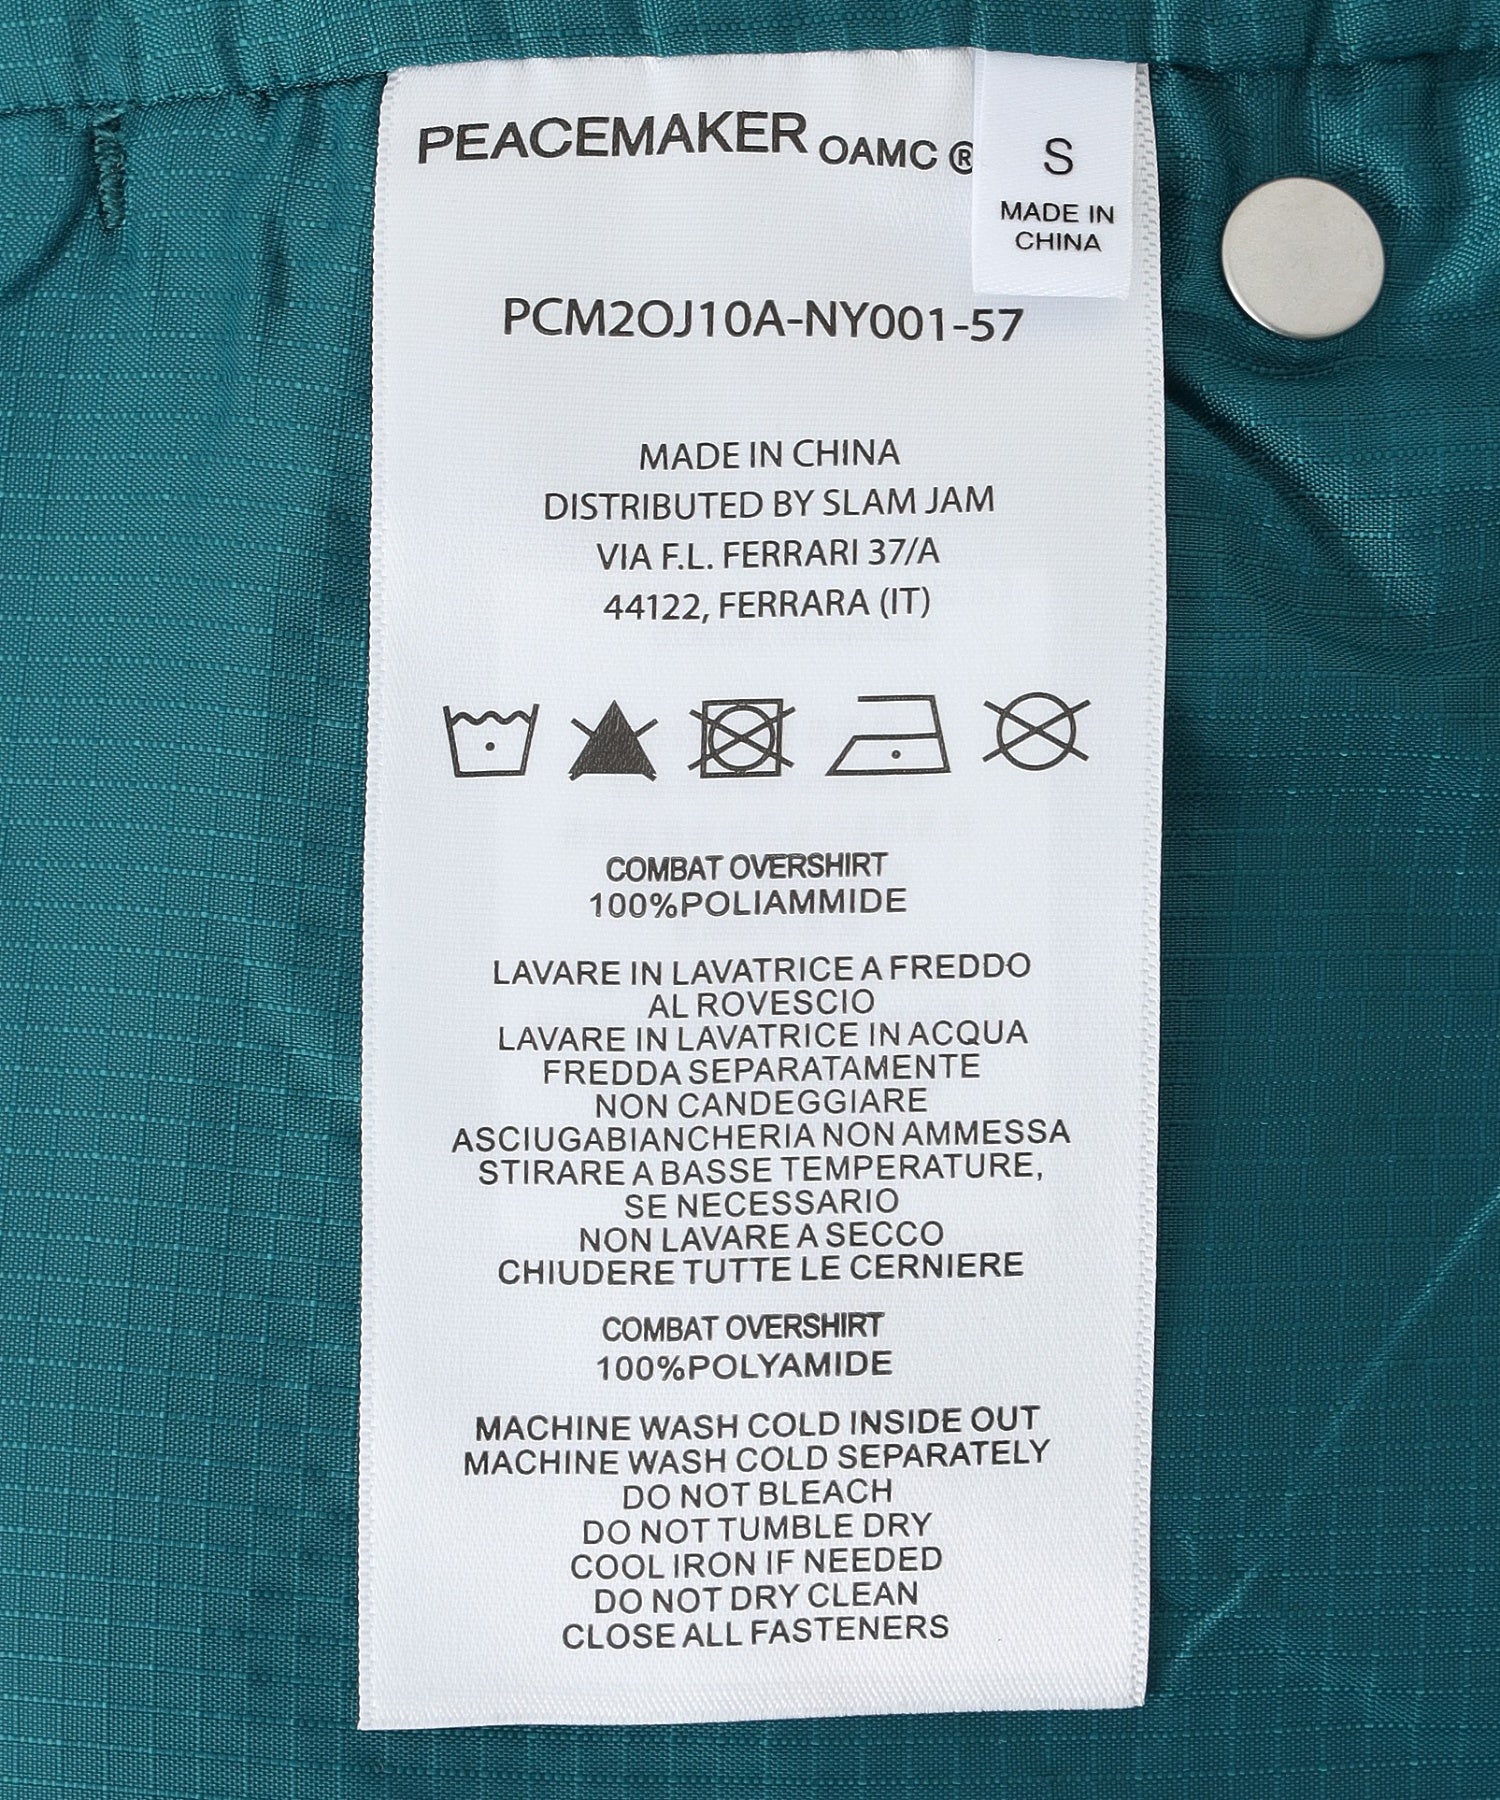 PEACEMAKER OAMC ®
S
MADE IN
CHINA
PCM2OJ10A-NY001-57
MADE IN CHINA
DISTRIBUTED BY SLAM JAM
VIA F.L. FERRARI 37/A
44122, FERRARA (IT)
COMBAT OVERSHIRT
100%POLIAMMIDE
LAVARE IN LAVATRICE A FREDDO
AL ROVESCIO
LAVARE IN LAVATRICE IN ACQUA
FREDDA SEPARATAMENTE
NON CANDEGGIARE
ASCIUGABIANCHERIA NON AMMESSA
STIRARE A BASSE TEMPERATURE,
SE NECESSARIO
NON LAVARE A SECCO
CHIUDERE TUTTE LE CERNIERE
COMBAT OVERSHIRT
100%POLYAMIDE
MACHINE WASH COLD INSIDE OUT
MACHINE WASH COLD SEPARATELY
DO NOT BLEACH
DO NOT TUMBLE DRY
COOL IRON IF NEEDED
DO NOT DRY CLEAN
CLOSE ALL FASTENERS